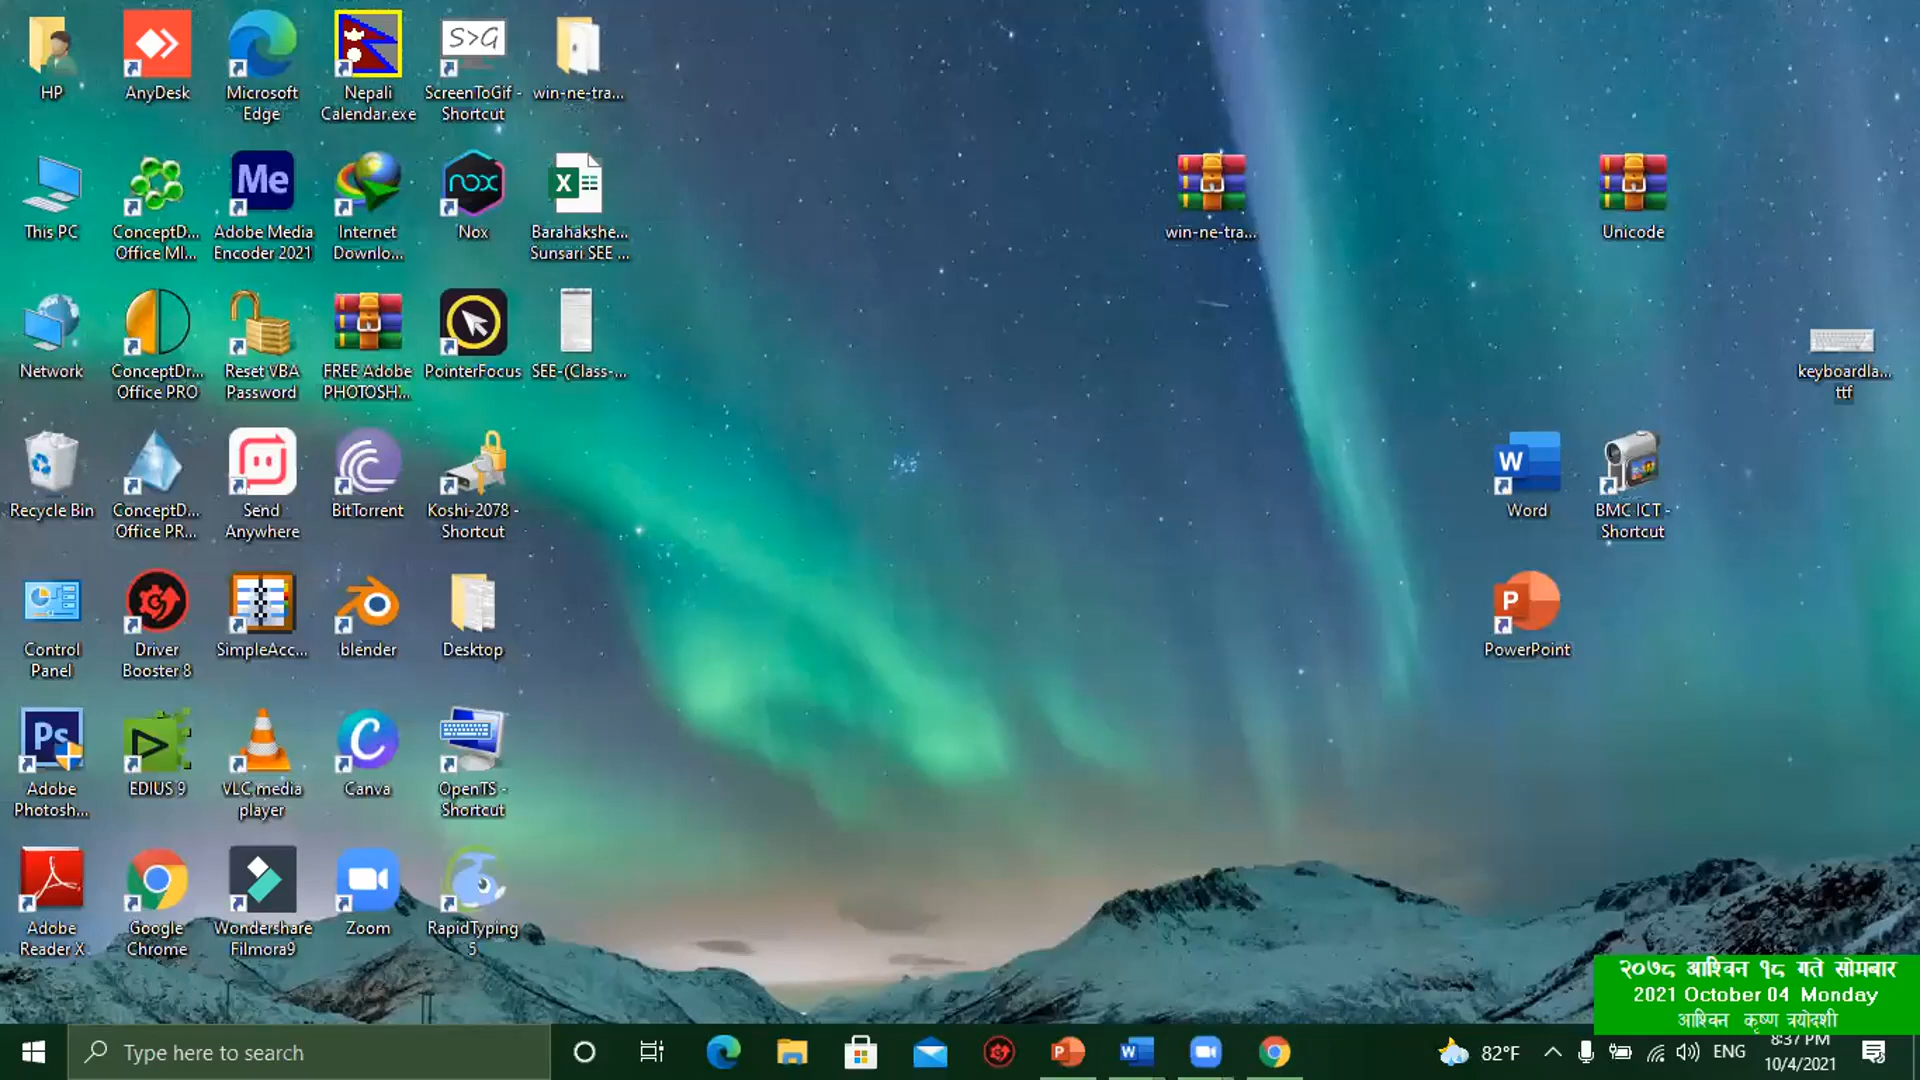 HP
AnyDesk
Microsoft
Edge
Nepali
Calendar.exe
S>G
ScreenToGif -
Shortcut
win-ne-tra...
This PC
ConceptD...
Office MI...
Me
Adobe Media
Encoder 2021
Internet
Downlo...
nox
Nox
X
Barahakshe...
Sunsari SEE ...
win-ne-tra...
Unicode
Network
ConceptDr...
Office PRO
Reset VBA
Password
FREE Adobe
PHOTOSH...
PointerFocus
SEE-(Class-...
keyboardla...
ttf
Recycle Bin
ConceptD...
Office PR...
Send
Anywhere
BitTorrent
Koshi-2078 -
Shortcut
W
Word
BMC ICT -
Shortcut
Control
Panel
Driver
Booster 8
SimpleAcc...
blender
Desktop
P
PowerPoint
Ps
Adobe
Photosh...
EDIUS 9
VLC media
player
C
Canva
OpenTS -
Shortcut
Adobe
Reader X
Google
Chrome
Wondershare
Filmora9
Zoom
RapidTyping
5
२०७८ आश्विन १८ गते सोमबार
2021 October 04 Monday
आश्विन कृष्ण त्रयोदशी
Type here to search
P
W
82°F
ENG
8:37 PM
10/4/2021